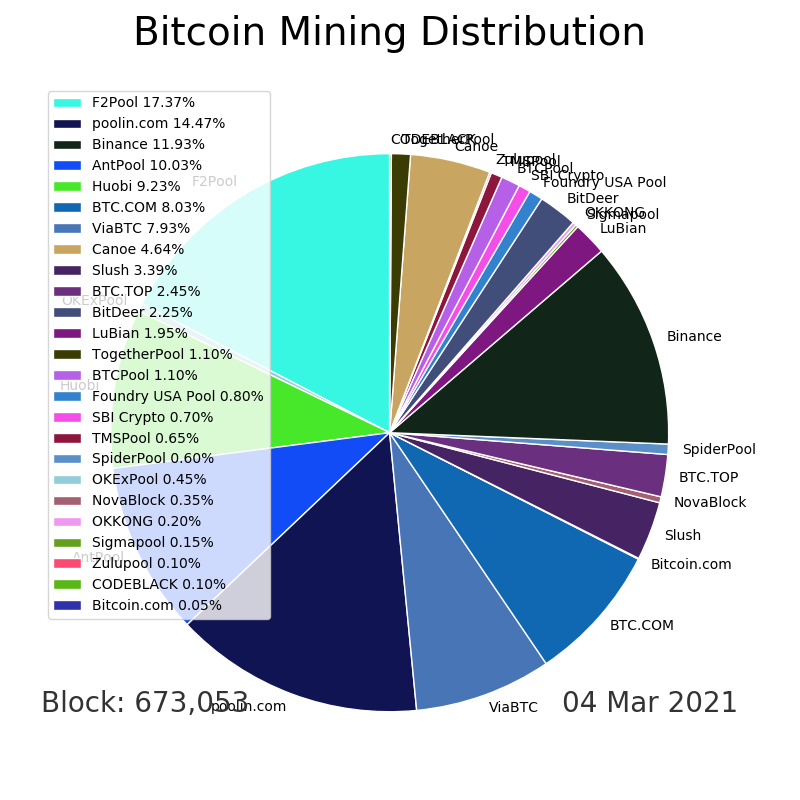 Bitcoin Mining Distribution
F2Pool 17.37%
poolin.com 14.47%
Binance 11.93%
AntPool 10.03%
Huobi 9.23%
BTC.COM 8.03%
ViaBTC 7.93%
Canoe 4.64%
Slush 3.39%
BTC.TOP 2.45%
BitDeer 2.25%
LuBian 1.95%
TogetherPool 1.10%
BTCPool 1.10%
Foundry USA Pool 0.80%
SBI Crypto 0.70%
TMSPool 0.65%
SpiderPool 0.60%
OKExPool 0.45%
NovaBlock 0.35%
OKKONG 0.20%
Sigmapool 0.15%
Zulupool 0.10%
CODEBLACK 0.10%
Bitcoin.com 0.05%
CODEBLACK
TogetherPool
Canoe
Zulupool
TMSPool
BTCPool
SBI Crypto
Foundry USA Pool
BitDeer
OKKONG
Sigmapool
LuBian
Binance
SpiderPool
BTC.TOP
NovaBlock
Slush
Bitcoin.com
BTC.COM
ViaBTC
poolin.com
AntPool
Huobi
OKExPool
F2Pool
Block: 673,053
04 Mar 2021